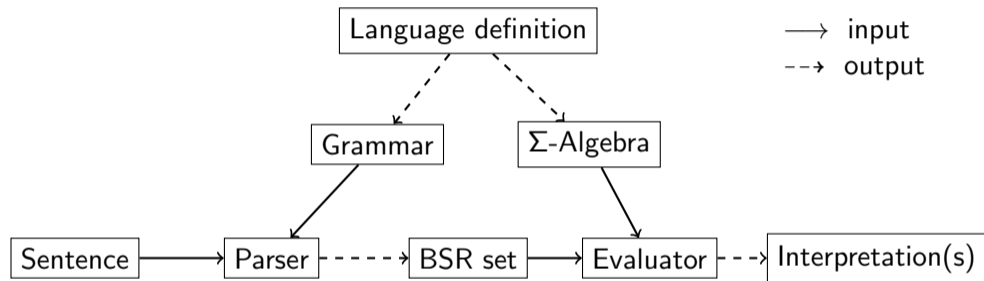 Language definition
input
output
Grammar
Σ-Algebra
Sentence
Parser
BSR set
Evaluator
Interpretation(s)